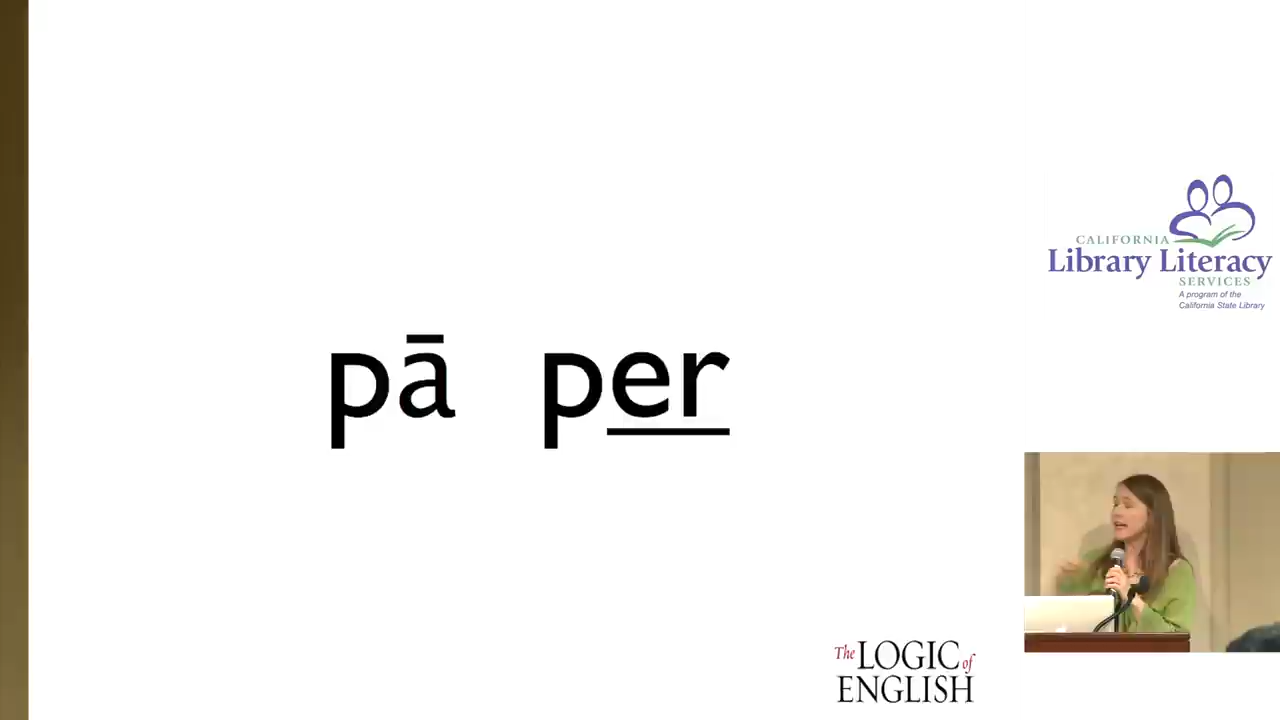 CALIFORNIA
Library Literacy
SERVICES
A program of the
California State Library
pā per
The LOGIC of
ENGLISH